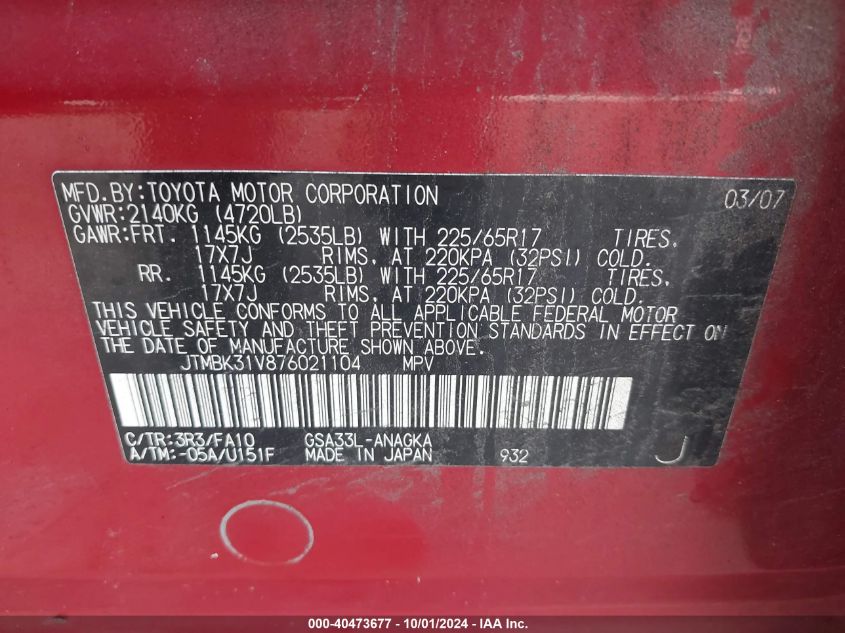 MFD.BY:TOYOTA MOTOR CORPORATION 03/07
GVWR:2140KG (4720LB)
GAWR:FRT. 1145KG (2535LB) WITH 225/65R17 TIRES,
17X7J RIMS, AT 220KPA (32PSI) COLD.
RR. 1145KG (2535LB) WITH 225/65R17 TIRES,
17X7J RIMS, AT 220KPA (32PSI) COLD.
THIS VEHICLE CONFORMS TO ALL APPLICABLE FEDERAL MOTOR
VEHICLE SAFETY AND THEFT PREVENTION STANDARDS IN EFFECT ON
THE DATE OF MANUFACTURE SHOWN ABOVE.
JTMBK31V876021104 MPV
C/TR:3R3/FA10 GSA33L-ANAGKA
A/TM:-05A/U151F MADE IN JAPAN 932 J
000-40473677 - 10/01/2024 - IAA Inc.